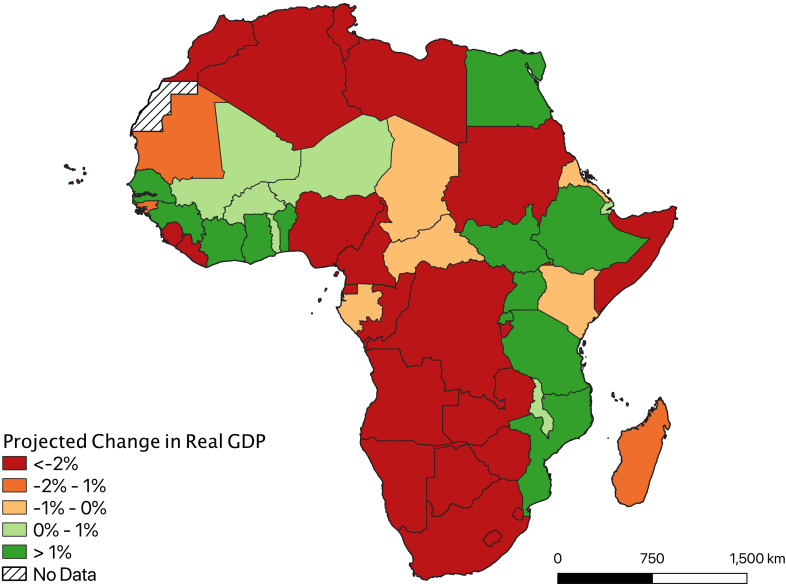 Projected Change in Real GDP
<-2%
-2% - 1%
-1% - 0%
0% - 1%
> 1%
No Data
0 750 1,500 km